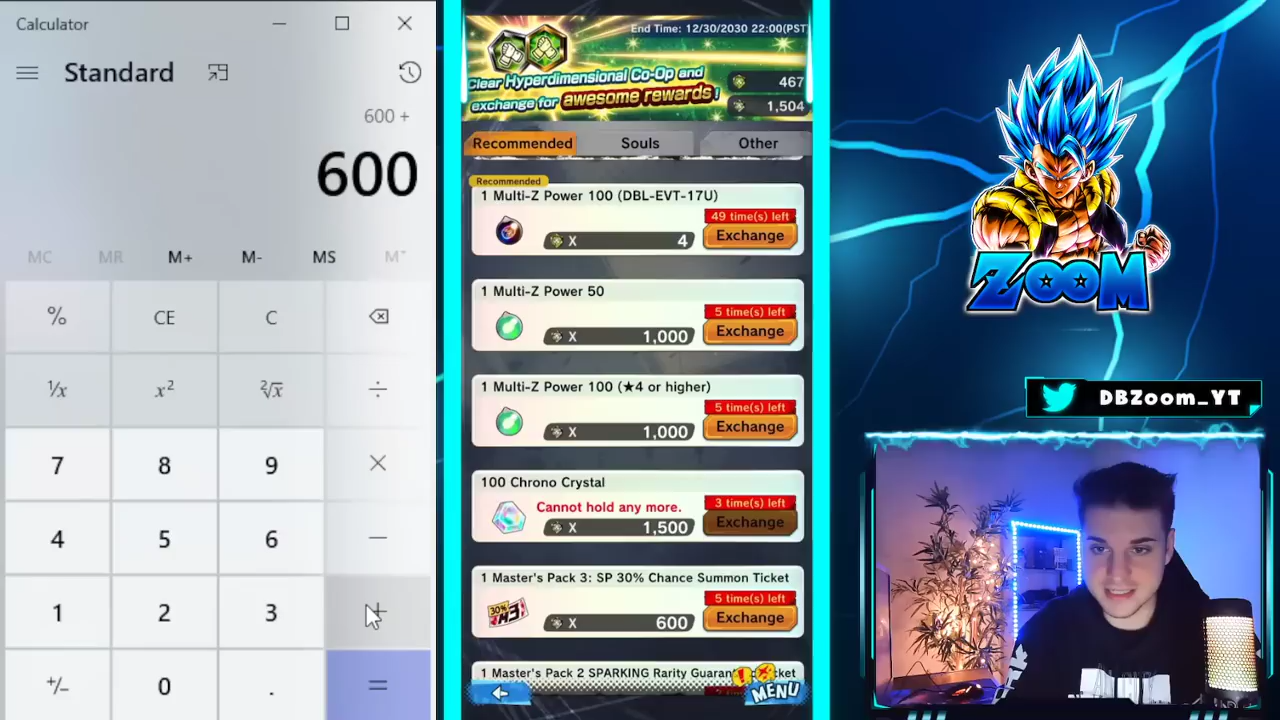 Calculator
Standard
600 +
600
MC MR M+ M- MS M˅
% CE C
¹/x x² ²√x ÷
7 8 9 ×
4 5 6 −
1 2 3 +
+/− 0 . =
End Time: 12/30/2030 22:00(PST)
Clear Hyperdimensional Co-Op and
exchange for awesome rewards!
467
1,504
Recommended Souls Other
Recommended
1 Multi-Z Power 100 (DBL-EVT-17U)
49 time(s) left
X 4 Exchange
1 Multi-Z Power 50
5 time(s) left
X 1,000 Exchange
1 Multi-Z Power 100 (★4 or higher)
5 time(s) left
X 1,000 Exchange
100 Chrono Crystal
Cannot hold any more. 3 time(s) left
X 1,500 Exchange
1 Master's Pack 3: SP 30% Chance Summon Ticket
30% M3 5 time(s) left
X 600 Exchange
1 Master's Pack 2 SPARKING Rarity
MENU
ZOOM
DBZoom_YT